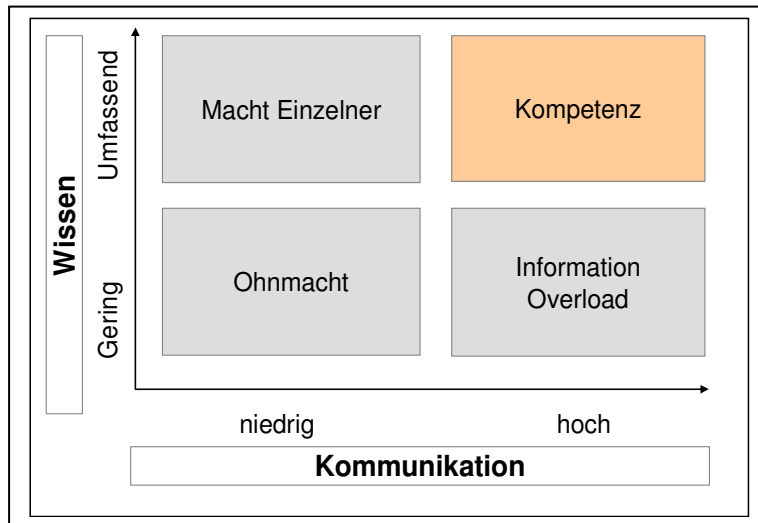 Wissen
Umfassend
Gering
Macht Einzelner
Kompetenz
Ohnmacht
Information
Overload
niedrig
hoch
Kommunikation